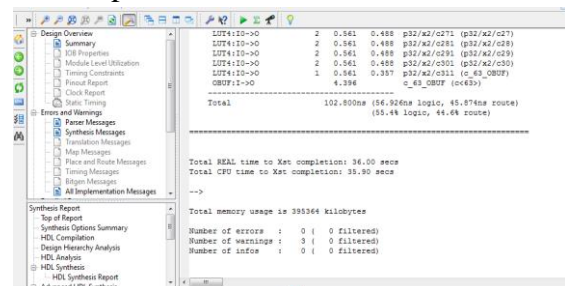 Design Overview
Summary
IOB Properties
Module Level Utilization
Timing Constraints
Pinout Report
Clock Report
Static Timing
Errors and Warnings
Parser Messages
Synthesis Messages
Translation Messages
Map Messages
Place and Route Messages
Timing Messages
Bitgen Messages
All Implementation Messages
Synthesis Report
Top of Report
Synthesis Options Summary
HDL Compilation
Design Hierarchy Analysis
HDL Analysis
HDL Synthesis
HDL Synthesis Report
LUT4:I0->O 2 0.561 0.488 p32/x2/c271 (p32/x2/c27)
LUT4:I0->O 2 0.561 0.488 p32/x2/c281 (p32/x2/c28)
LUT4:I0->O 2 0.561 0.488 p32/x2/c291 (p32/x2/c29)
LUT4:I0->O 2 0.561 0.488 p32/x2/c301 (p32/x2/c30)
LUT4:I0->O 1 0.561 0.357 p32/x2/c311 (c_63_OBUF)
OBUF:I->O 4.396 c_63_OBUF (c<63>)
----------------------------------------
Total 102.800ns (56.926ns logic, 45.874ns route)
(55.4% logic, 44.6% route)
=========================================================================
Total REAL time to Xst completion: 36.00 secs
Total CPU time to Xst completion: 35.90 secs
-->
Total memory usage is 395364 kilobytes
Number of errors : 0 ( 0 filtered)
Number of warnings : 3 ( 0 filtered)
Number of infos : 0 ( 0 filtered)